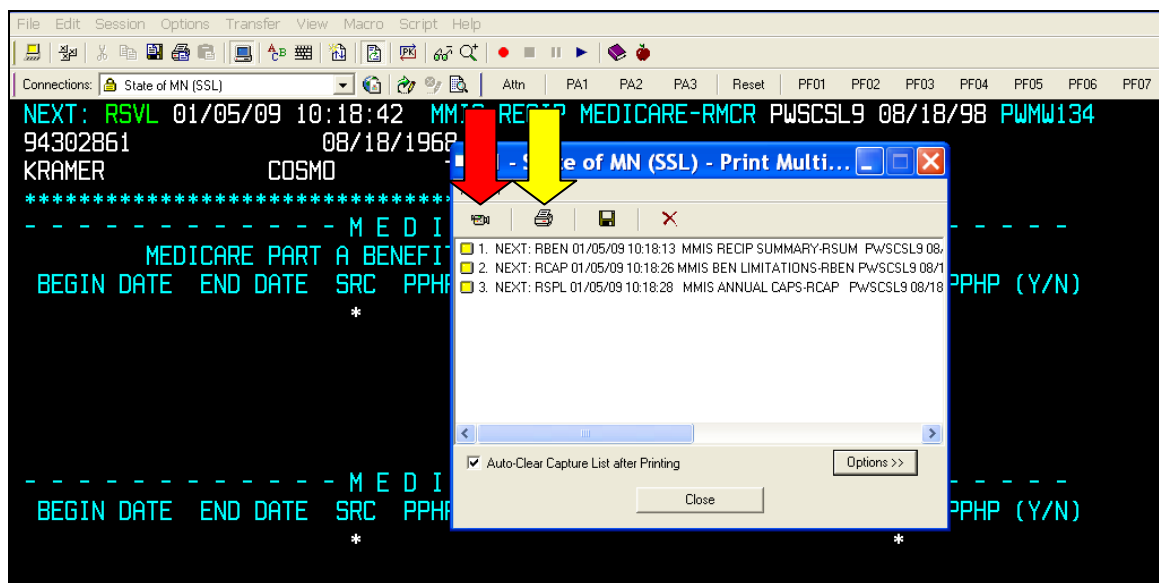 File Edit Session Options Transfer View Macro Script Help
Connections: State of MN (SSL) Attn PA1 PA2 PA3 Reset PF01 PF02 PF03 PF04 PF05 PF06 PF07
NEXT: RSVL 01/05/09 10:18:42 RECIP MEDICARE-RMCR PWSCSL9 08/18/98 PWMW134
94302861 08/18/1968
KRAMER COSMO
****************************************
- State of MN (SSL) - Print Multi...
- - - - - - - - - - - - - M E D I - - - - -
MEDICARE PART A BENEFIT
BEGIN DATE END DATE SRC PPHP PPHP (Y/N)
*
1. NEXT: RBEN 01/05/09 10:18:13 MMIS RECIP SUMMARY-RSUM PWSCSL9 08/
2. NEXT: RCAP 01/05/09 10:18:26 MMIS BEN LIMITATIONS-RBEN PWSCSL9 08/1
3. NEXT: RSPL 01/05/09 10:18:28 MMIS ANNUAL CAPS-RCAP PWSCSL9 08/18
Auto-Clear Capture List after Printing Options >>
Close
- - - - - - - - - - - - - M E D I - - - - -
BEGIN DATE END DATE SRC PPHP PPHP (Y/N)
* *